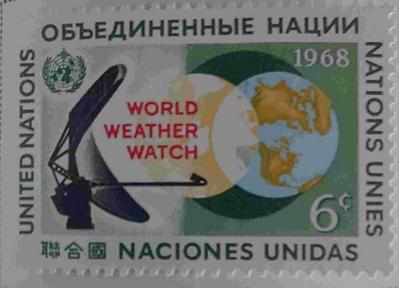 ОБЪЕДИНЕННЫЕ НАЦИИ
UNITED NATIONS
1968
WORLD
WEATHER
WATCH
NATIONS UNIES
6¢
聯合國 NACIONES UNIDAS